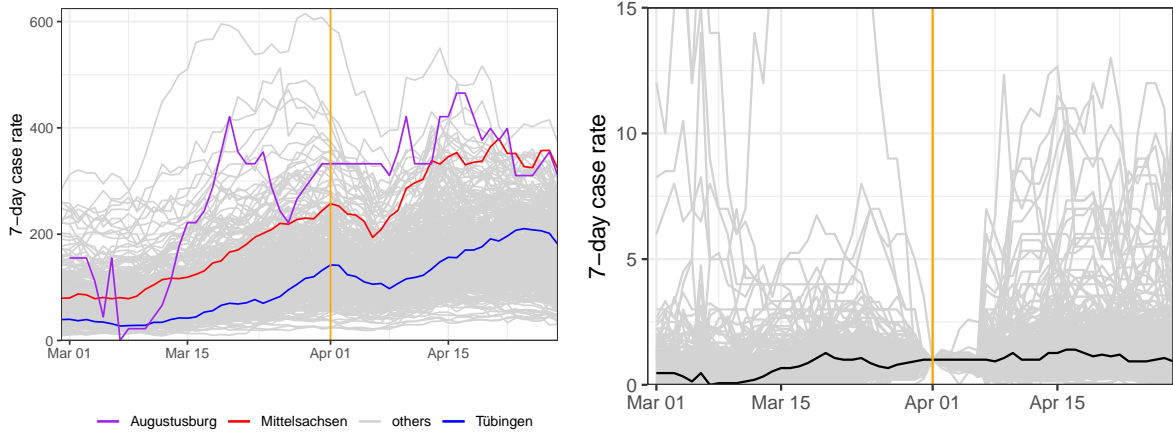 7−day case rate
600
400
200
0
Mar 01
Mar 15
Apr 01
Apr 15
Augustusburg
Mittelsachsen
others
Tübingen
7−day case rate
15
10
5
0
Mar 01
Mar 15
Apr 01
Apr 15